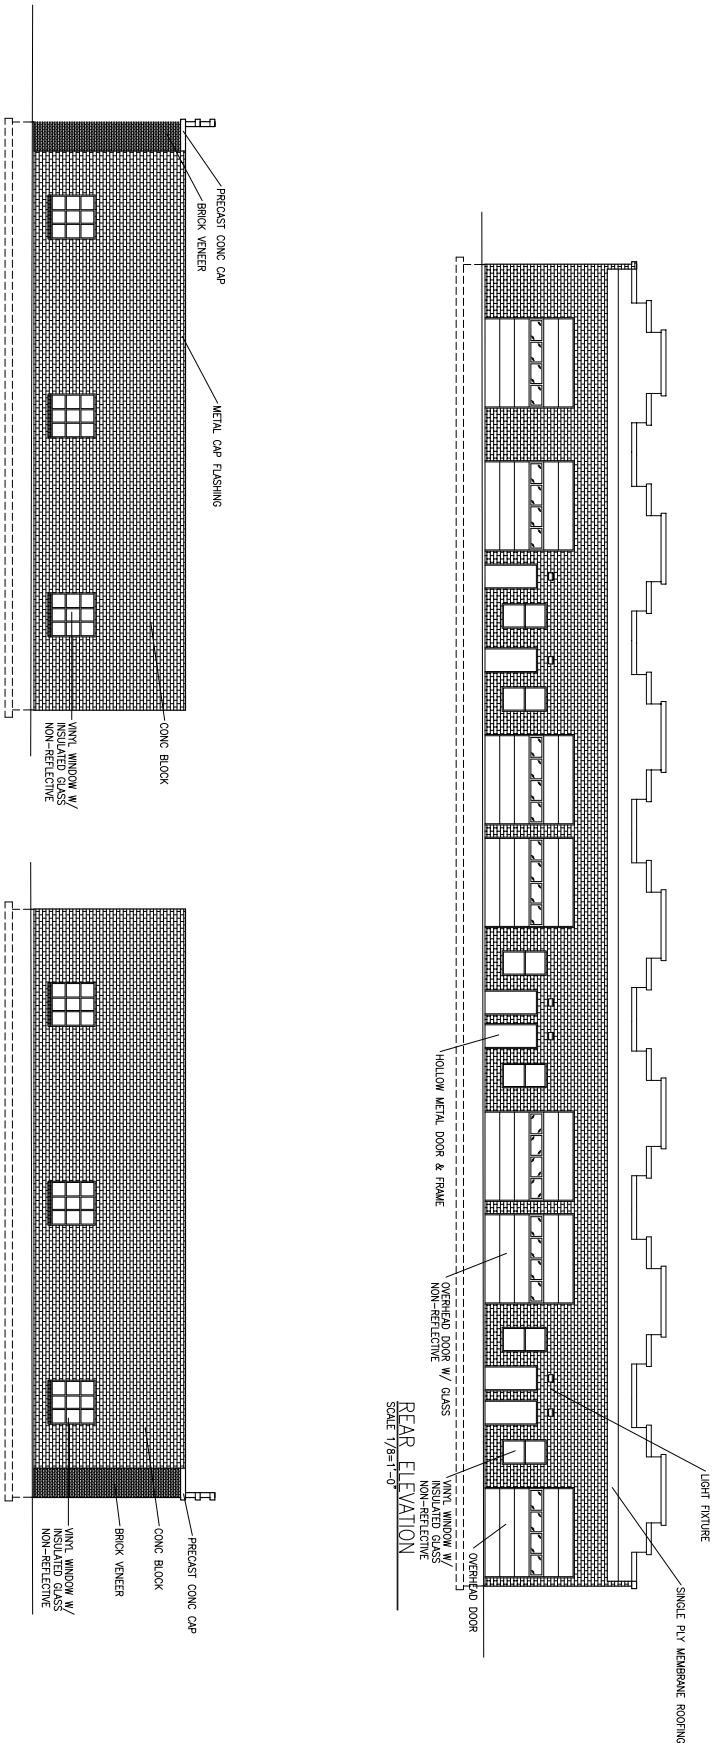 LIGHT FIXTURE
SINGLE PLY MEMBRANE ROOFING
HOLLOW METAL DOOR & FRAME
OVERHEAD DOOR W/ GLASS
NON-REFLECTIVE
VINYL WINDOW W/
INSULATED GLASS
NON-REFLECTIVE
OVERHEAD DOOR
REAR ELEVATION
SCALE 1/8=1'-0"
PRECAST CONC CAP
BRICK VENEER
METAL CAP FLASHING
CONC BLOCK
VINYL WINDOW W/
INSULATED GLASS
NON-REFLECTIVE
PRECAST CONC CAP
CONC BLOCK
BRICK VENEER
VINYL WINDOW W/
INSULATED GLASS
NON-REFLECTIVE